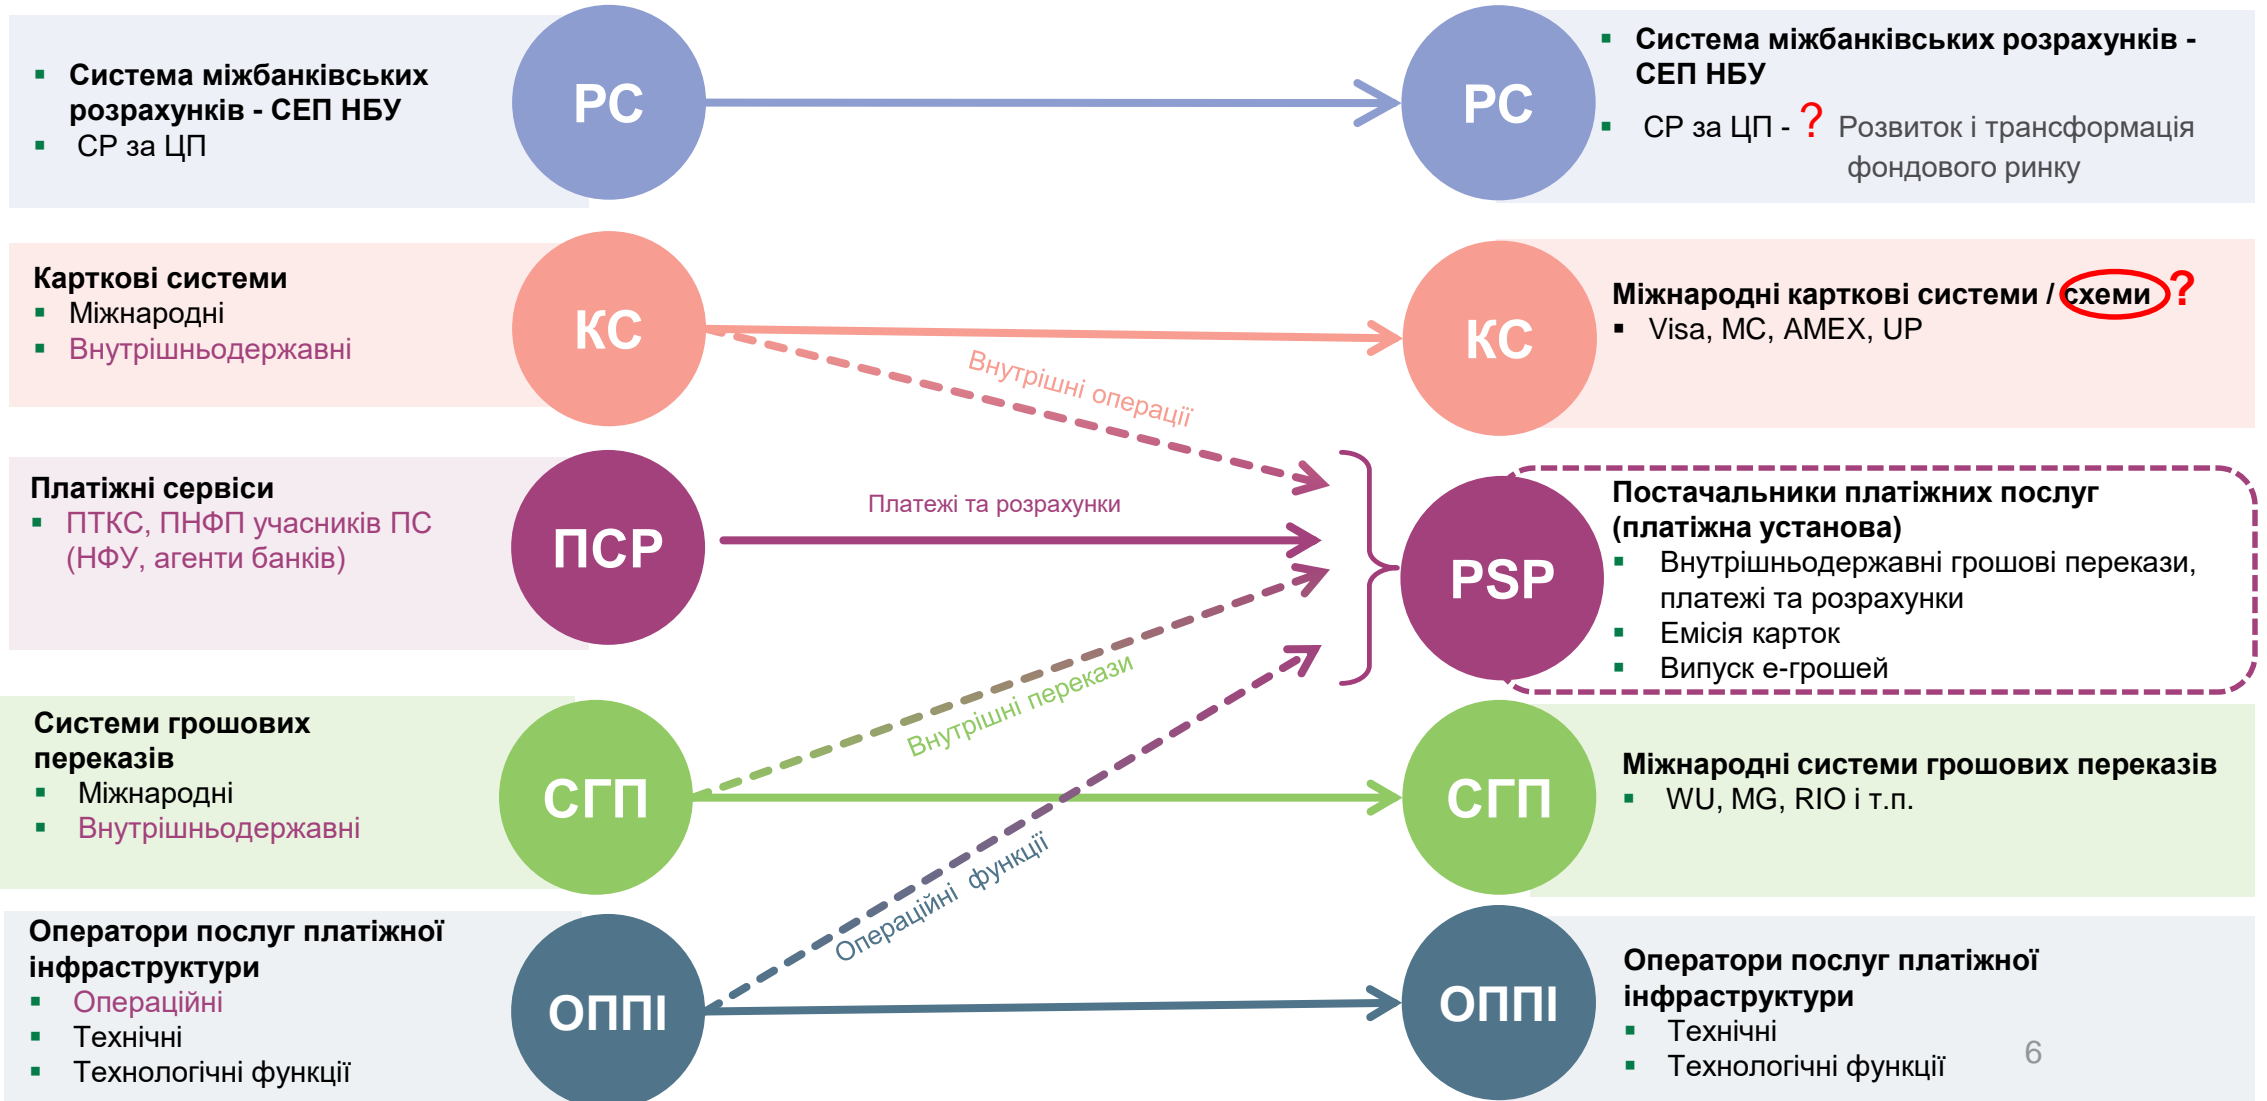 Система міжбанківських
розрахунків - СЕП НБУ
СР за ЦП
РС
РС
Система міжбанківських розрахунків -
СЕП НБУ
СР за ЦП - ? Розвиток і трансформація
фондового ринку
Карткові системи
Міжнародні
Внутрішньодержавні
КС
Внутрішні операції
КС
Міжнародні карткові системи / схеми ?
Visa, МС, AMEX, UP
Платіжні сервіси
ПТКС, ПНФП учасників ПС
(НФУ, агенти банків)
ПСР
Платежі та розрахунки
PSP
Постачальники платіжних послуг
(платіжна установа)
Внутрішньодержавні грошові перекази,
платежі та розрахунки
Емісія карток
Випуск е-грошей
Системи грошових
переказів
Міжнародні
Внутрішньодержавні
СГП
Внутрішні перекази
СГП
Міжнародні системи грошових переказів
WU, MG, RIO і т.п.
Оператори послуг платіжної
інфраструктури
Операційні
Технічні
Технологічні функції
ОППІ
Операційні функції
ОППІ
Оператори послуг платіжної
інфраструктури
Технічні
Технологічні функції
6